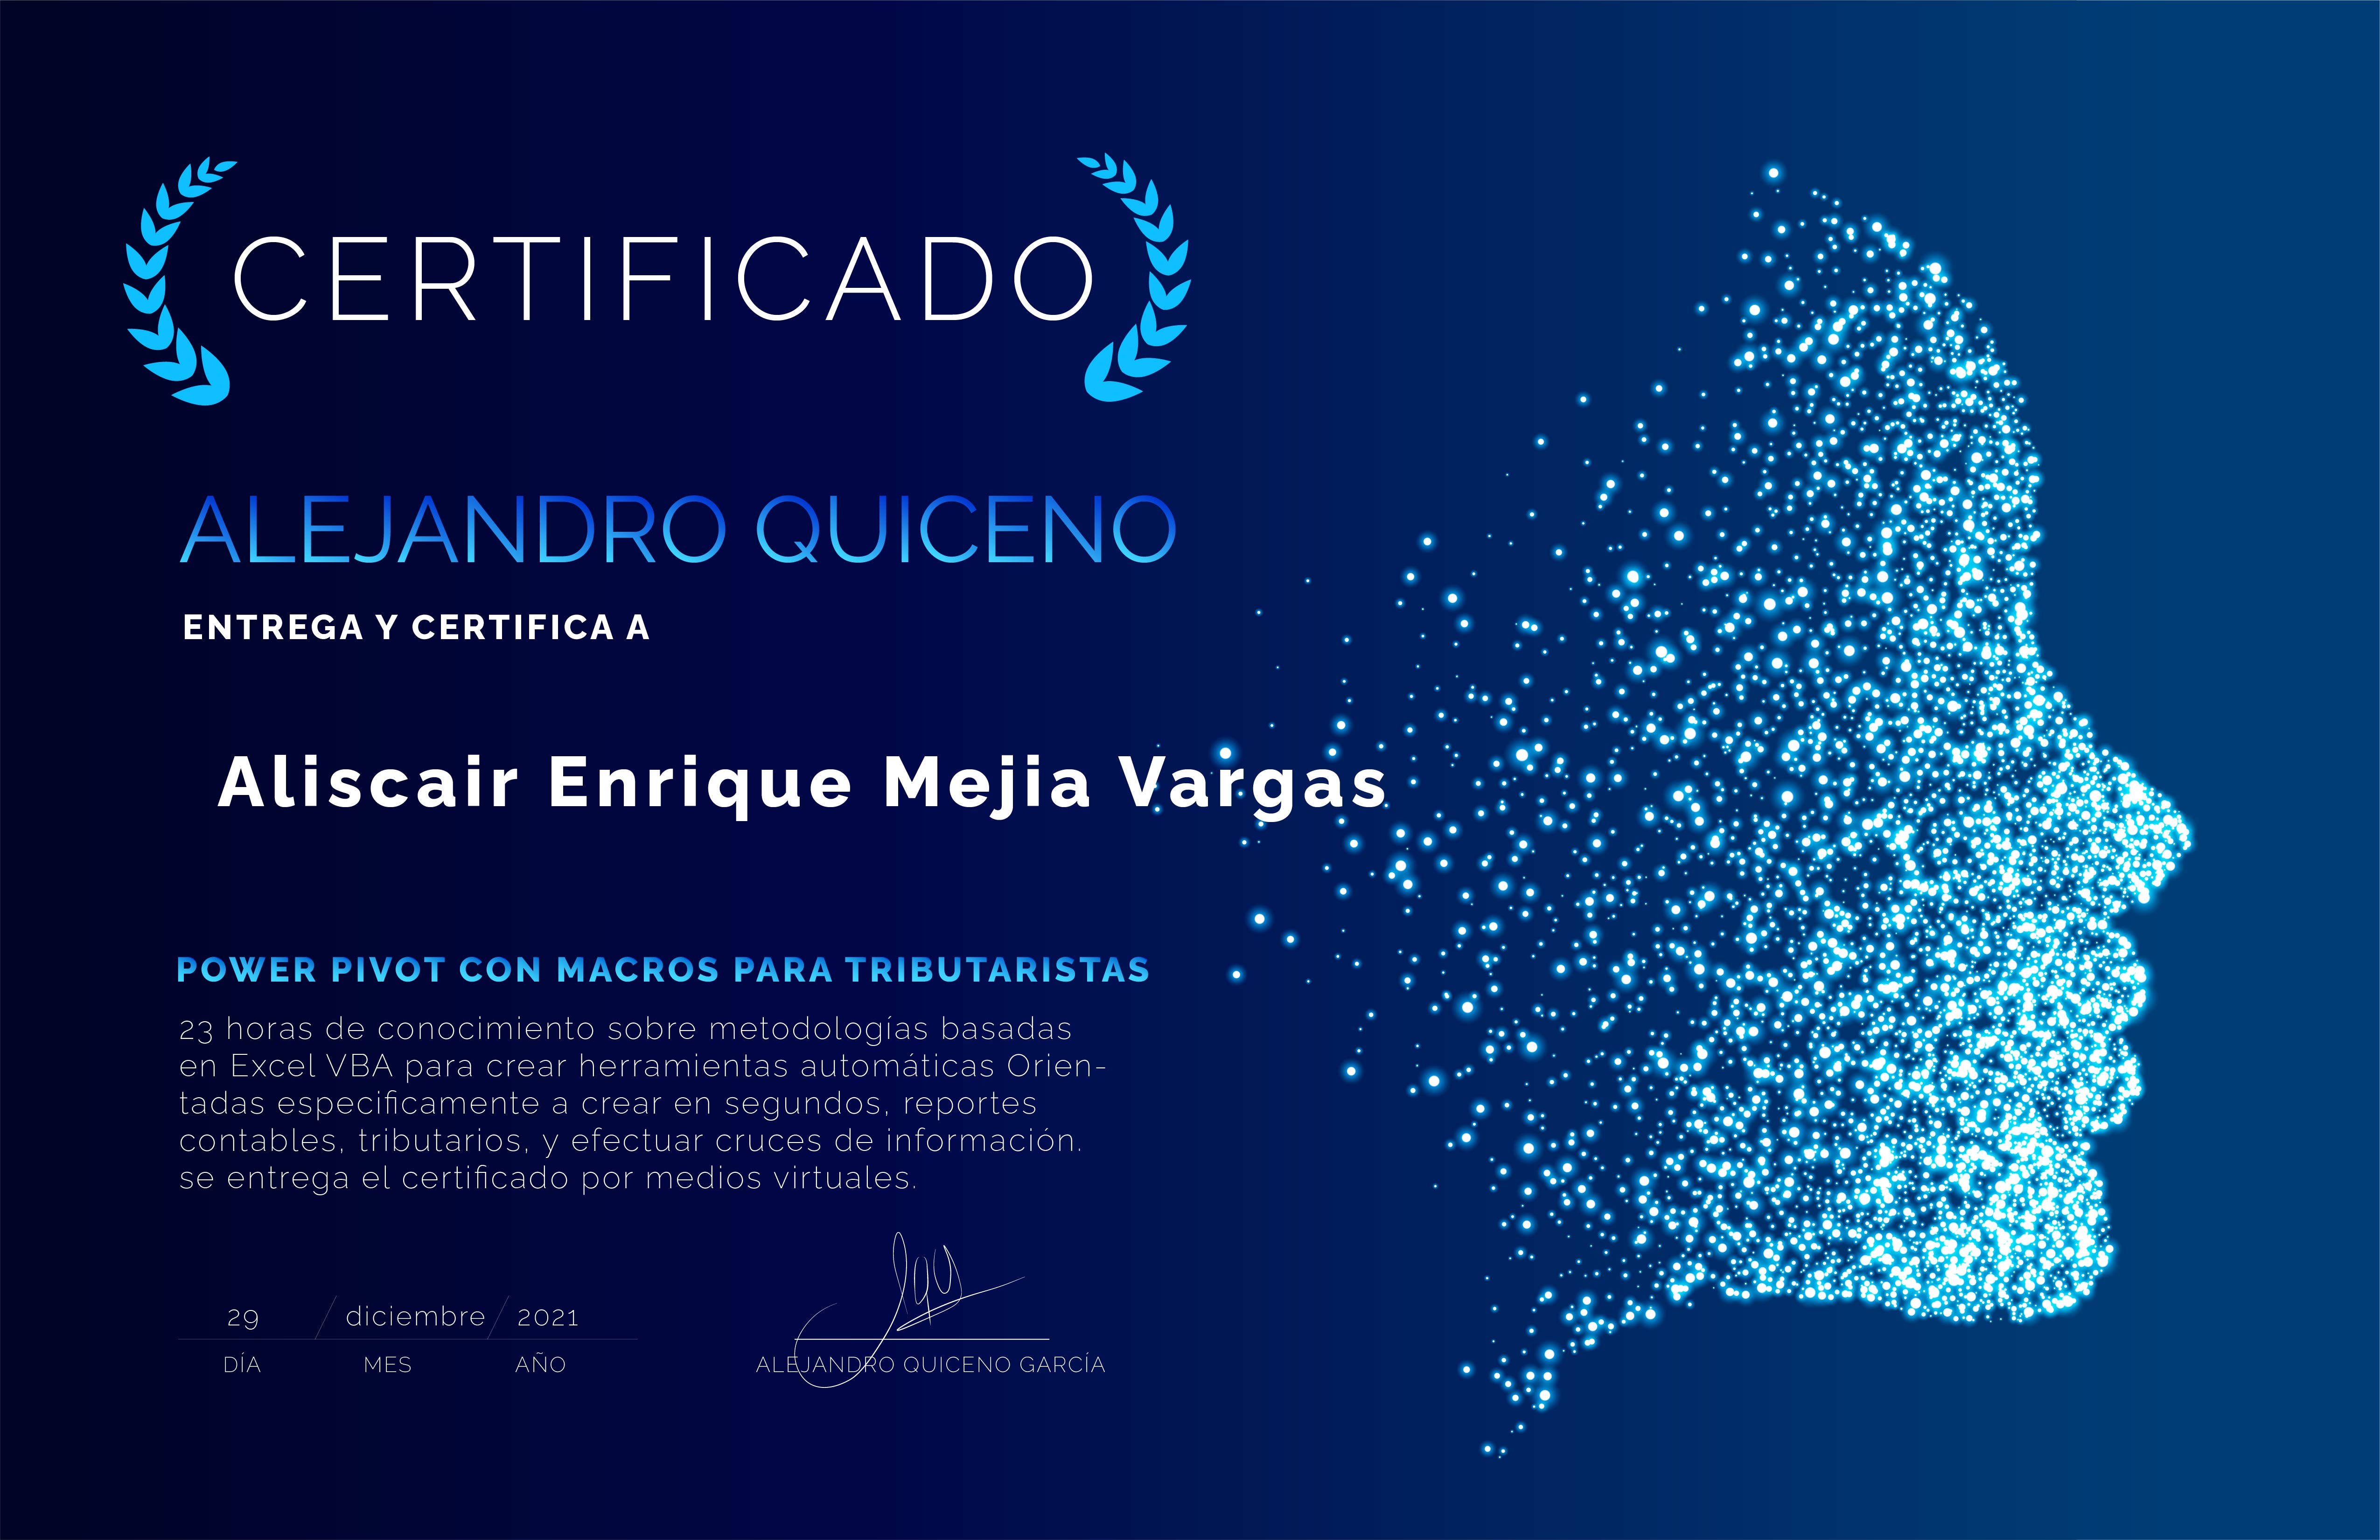 CERTIFICADO
ALEJANDRO QUICENO
ENTREGA Y CERTIFICA A
Aliscair Enrique Mejia Vargas
POWER PIVOT CON MACROS PARA TRIBUTARISTAS
23 horas de conocimiento sobre metodologías basadas
en Excel VBA para crear herramientas automáticas Orien-
tadas especificamente a crear en segundos, reportes
contables, tributarios, y efectuar cruces de información.
se entrega el certificado por medios virtuales.
29 / diciembre / 2021
DÍA MES AÑO
ALEJANDRO QUICENO GARCÍA